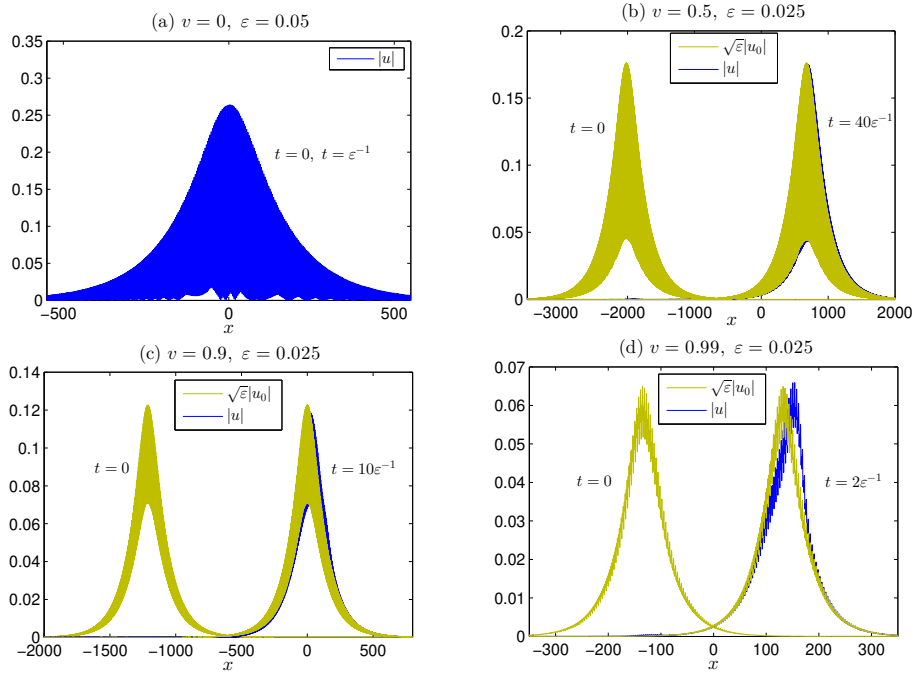 (a) v = 0, ε = 0.05
0.35
0.3
0.25
0.2
0.15
0.1
0.05
0
|u|
t = 0, t = ε⁻¹
−500
0
500
x
(b) v = 0.5, ε = 0.025
0.2
0.15
0.1
0.05
0
√ε|u₀|
|u|
t = 0
t = 40ε⁻¹
−3000
−2000
−1000
0
1000
2000
x
(c) v = 0.9, ε = 0.025
0.14
0.12
0.1
0.08
0.06
0.04
0.02
0
√ε|u₀|
|u|
t = 0
t = 10ε⁻¹
−2000
−1500
−1000
−500
0
500
x
(d) v = 0.99, ε = 0.025
0.07
0.06
0.05
0.04
0.03
0.02
0.01
0
√ε|u₀|
|u|
t = 0
t = 2ε⁻¹
−300
−200
−100
0
100
200
300
x